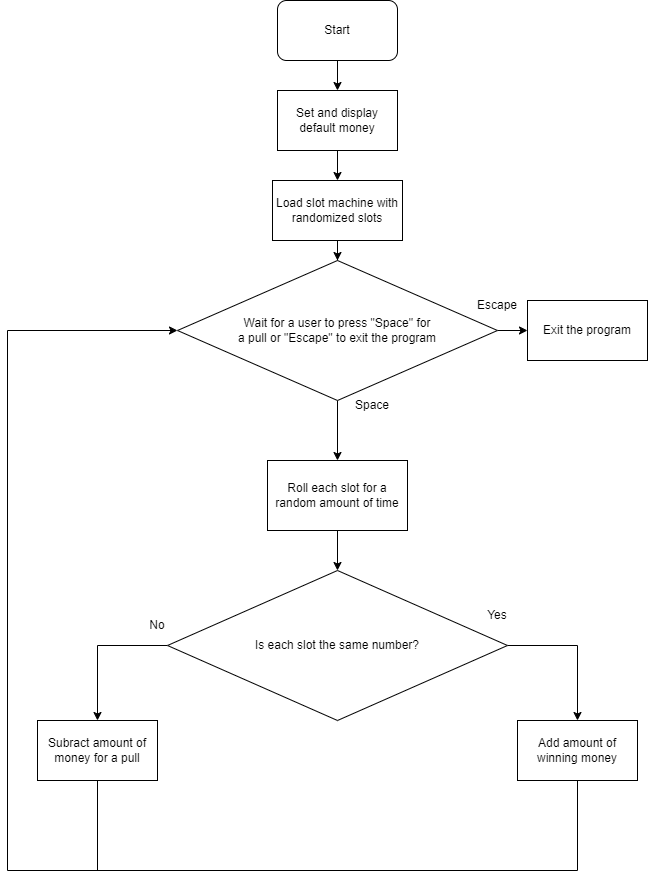 Start
Set and display
default money
Load slot machine with
randomized slots
Escape
Wait for a user to press "Space" for
a pull or "Escape" to exit the program
Exit the program
Space
Roll each slot for a
random amount of time
No
Yes
Is each slot the same number?
Subract amount of
money for a pull
Add amount of
winning money